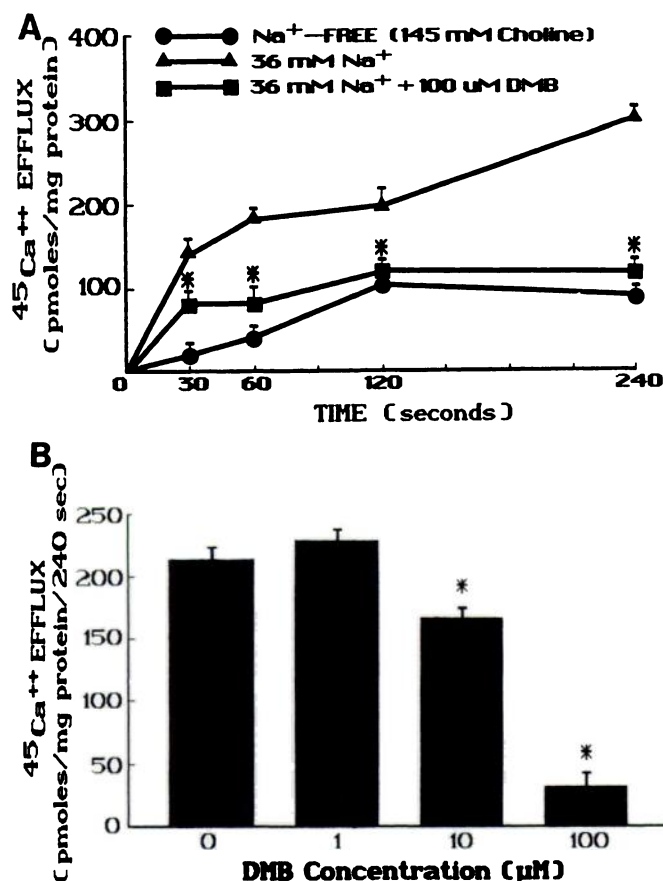 A
45Ca++ EFFLUX
(pmoles/mg protein)
400
300
200
100
0
Na+-FREE (145 mM Choline)
36 mM Na+
36 mM Na+ + 100 uM DMB
*
*
*
*
30
60
120
240
TIME (seconds)
B
45Ca++ EFFLUX
(pmoles/mg protein/240 sec)
250
200
150
100
50
0
*
*
0
1
10
100
DMB Concentration (µM)